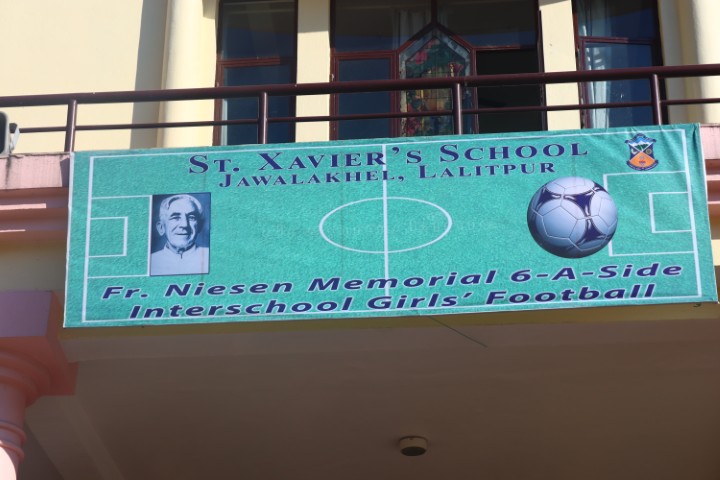 St. Xavier's School
Jawalakhel, Lalitpur
Fr. Niesen Memorial 6-A-Side
Interschool Girls' Football